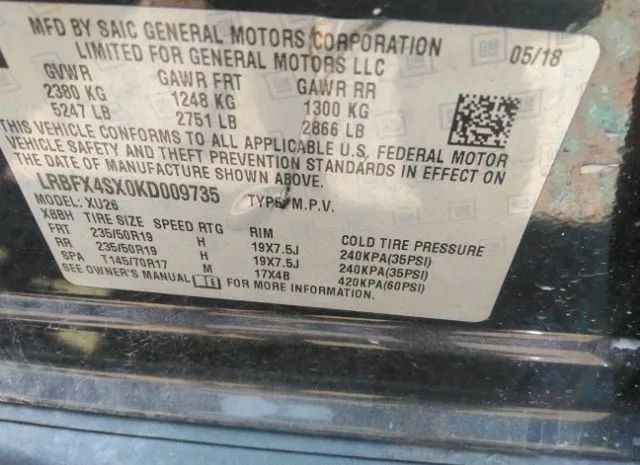 MFD BY SAIC GENERAL MOTORS CORPORATION
LIMITED FOR GENERAL MOTORS LLC
05/18
GVWR GAWR FRT GAWR RR
2380 KG 1248 KG 1300 KG
5247 LB 2751 LB 2866 LB
THIS VEHICLE CONFORMS TO ALL APPLICABLE U.S. FEDERAL MOTOR
VEHICLE SAFETY AND THEFT PREVENTION STANDARDS IN EFFECT ON
THE DATE OF MANUFACTURE SHOWN ABOVE.
LRBFX4SX0KD009735 TYPE: M.P.V.
MODEL: XU26
X8BH TIRE SIZE SPEED RTG RIM COLD TIRE PRESSURE
FRT 235/50R19 H 19X7.5J 240KPA(35PSI)
RR 235/50R19 H 19X7.5J 240KPA(35PSI)
SPA T145/70R17 M 17X4B 420KPA(60PSI)
SEE OWNER'S MANUAL FOR MORE INFORMATION.